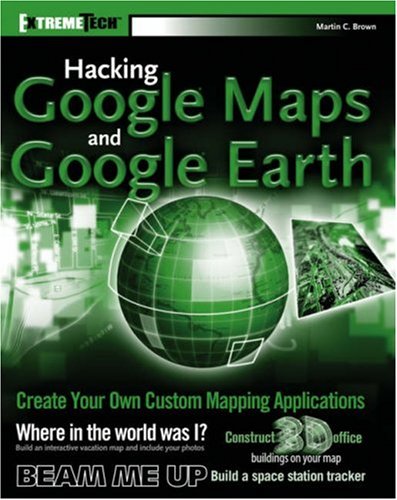 EXTREMETECH™
Martin C. Brown
Hacking
Google® Maps
and
Google® Earth
Create Your Own Custom Mapping Applications
Where in the world was I?
Build an interactive vacation map and include your photos
Construct 3D office
buildings on your map
BEAM ME UP Build a space station tracker